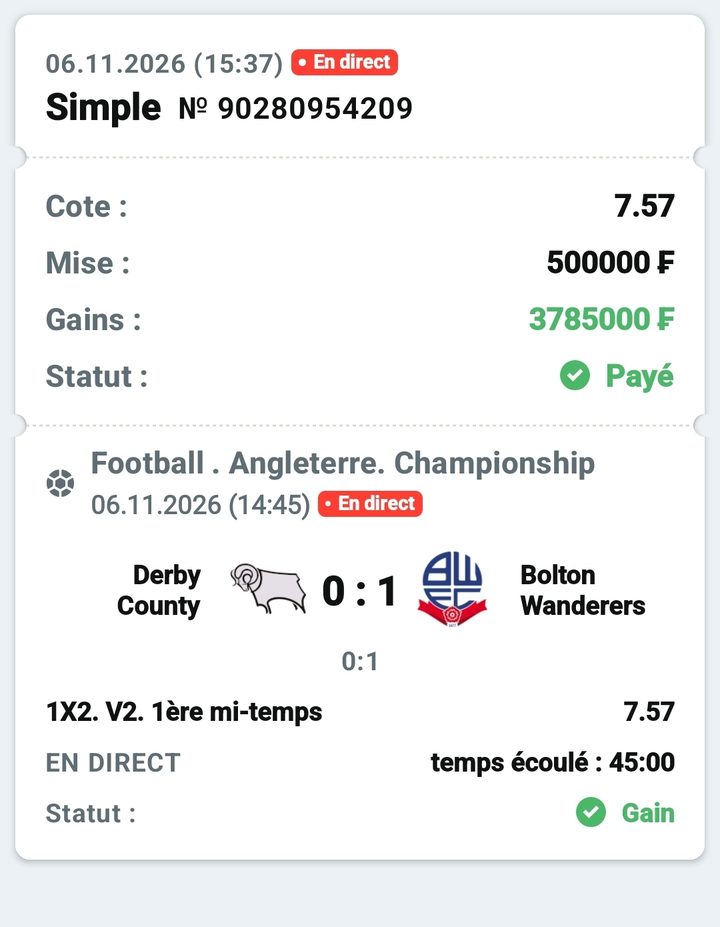 06.11.2026 (15:37) • En direct
Simple № 90280954209
Cote : 7.57
Mise : 500000 ₣
Gains : 3785000 ₣
Statut : Payé
Football . Angleterre. Championship
06.11.2026 (14:45) • En direct
Derby County 0 : 1 Bolton Wanderers
0:1
1X2. V2. 1ère mi-temps 7.57
EN DIRECT temps écoulé : 45:00
Statut : Gain